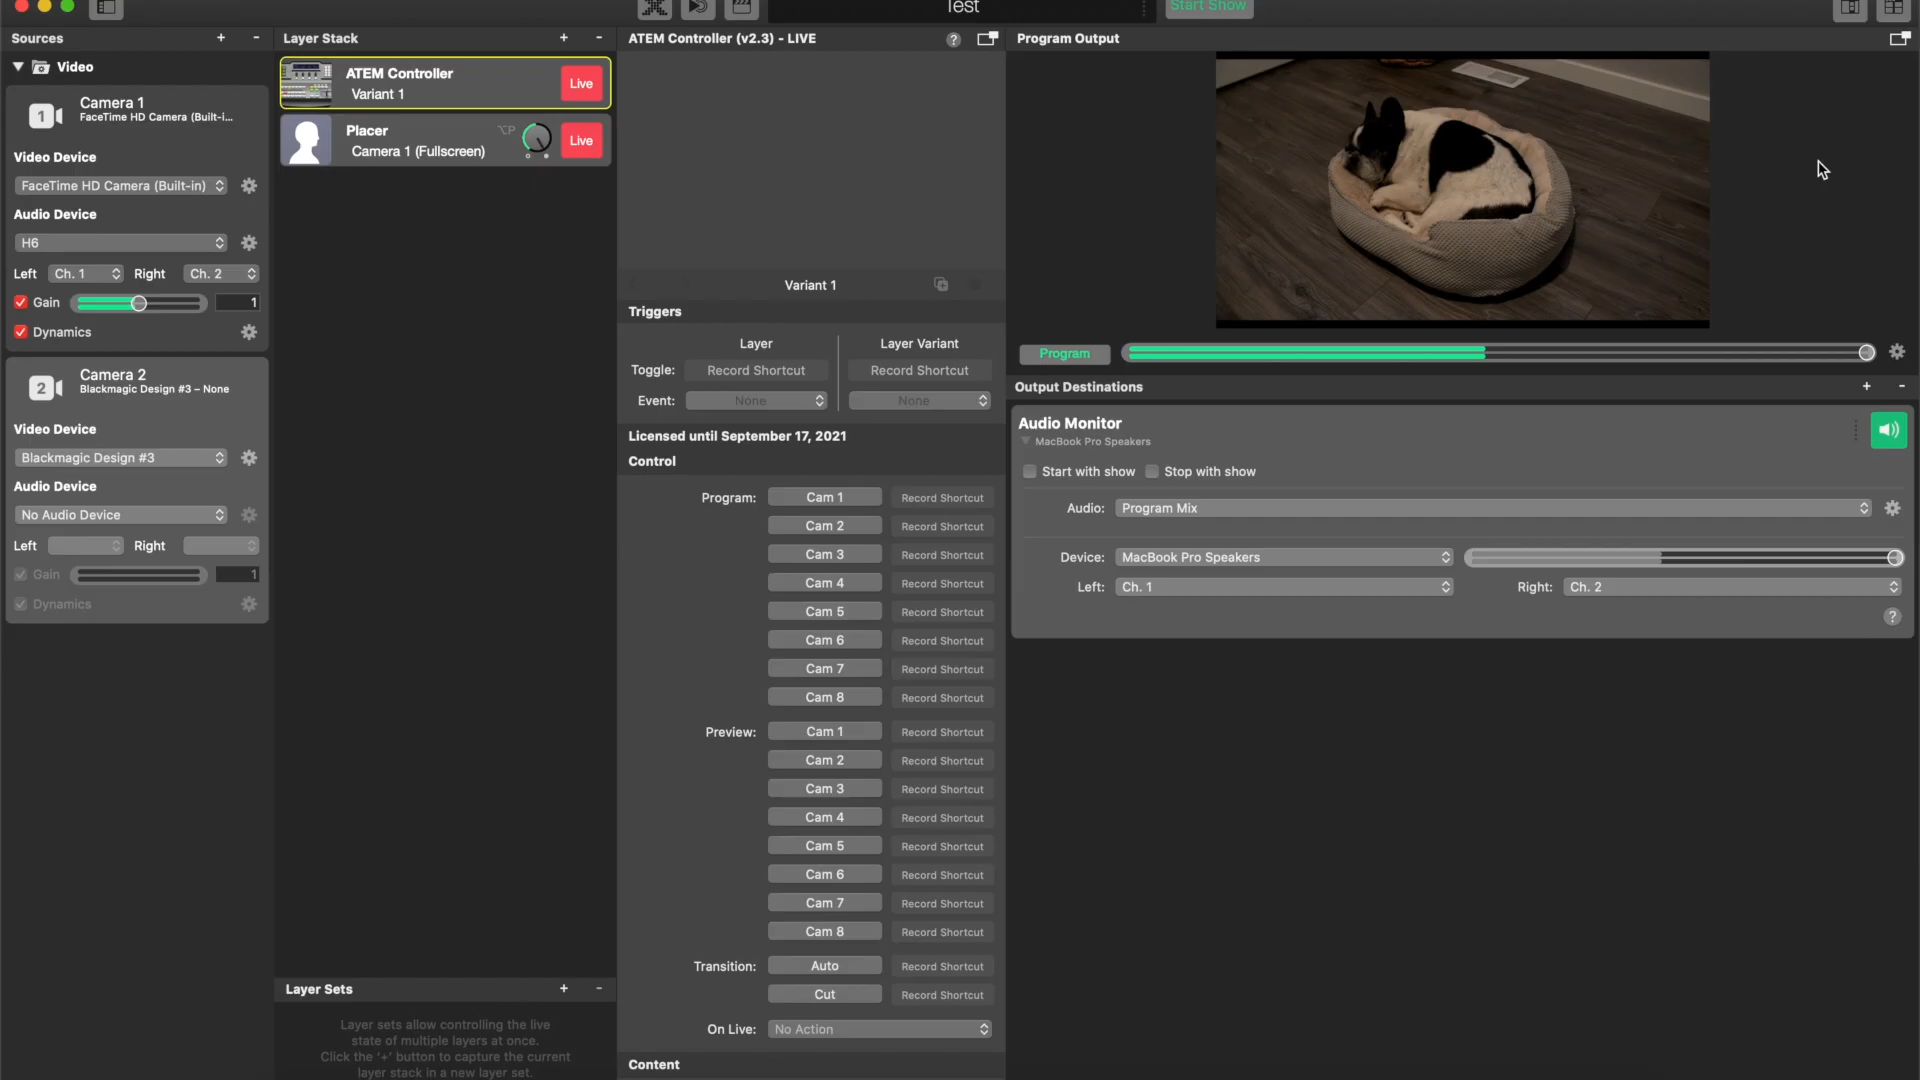 Test
Start Show
Sources + -
Video
1
Camera 1
FaceTime HD Camera (Built-i...
Video Device
FaceTime HD Camera (Built-in)
Audio Device
H6
Left Ch. 1 Right Ch. 2
Gain 1
Dynamics
2
Camera 2
Blackmagic Design #3 – None
Video Device
Blackmagic Design #3
Audio Device
No Audio Device
Left Right
Gain 1
Dynamics
Layer Stack + -
ATEM Controller
Variant 1
Live
Placer
⌥P
Camera 1 (Fullscreen)
Live
Layer Sets + -
Layer sets allow controlling the live
state of multiple layers at once.
Click the '+' button to capture the current
layer stack in a new layer set.
ATEM Controller (v2.3) - LIVE ?
Variant 1
Triggers
Layer Layer Variant
Toggle: Record Shortcut Record Shortcut
Event: None None
Licensed until September 17, 2021
Control
Program: Cam 1 Record Shortcut
Cam 2 Record Shortcut
Cam 3 Record Shortcut
Cam 4 Record Shortcut
Cam 5 Record Shortcut
Cam 6 Record Shortcut
Cam 7 Record Shortcut
Cam 8 Record Shortcut
Preview: Cam 1 Record Shortcut
Cam 2 Record Shortcut
Cam 3 Record Shortcut
Cam 4 Record Shortcut
Cam 5 Record Shortcut
Cam 6 Record Shortcut
Cam 7 Record Shortcut
Cam 8 Record Shortcut
Transition: Auto Record Shortcut
Cut Record Shortcut
On Live: No Action
Content
Program Output
Program
Output Destinations + -
Audio Monitor
MacBook Pro Speakers
Start with show Stop with show
Audio: Program Mix
Device: MacBook Pro Speakers
Left: Ch. 1 Right: Ch. 2
?